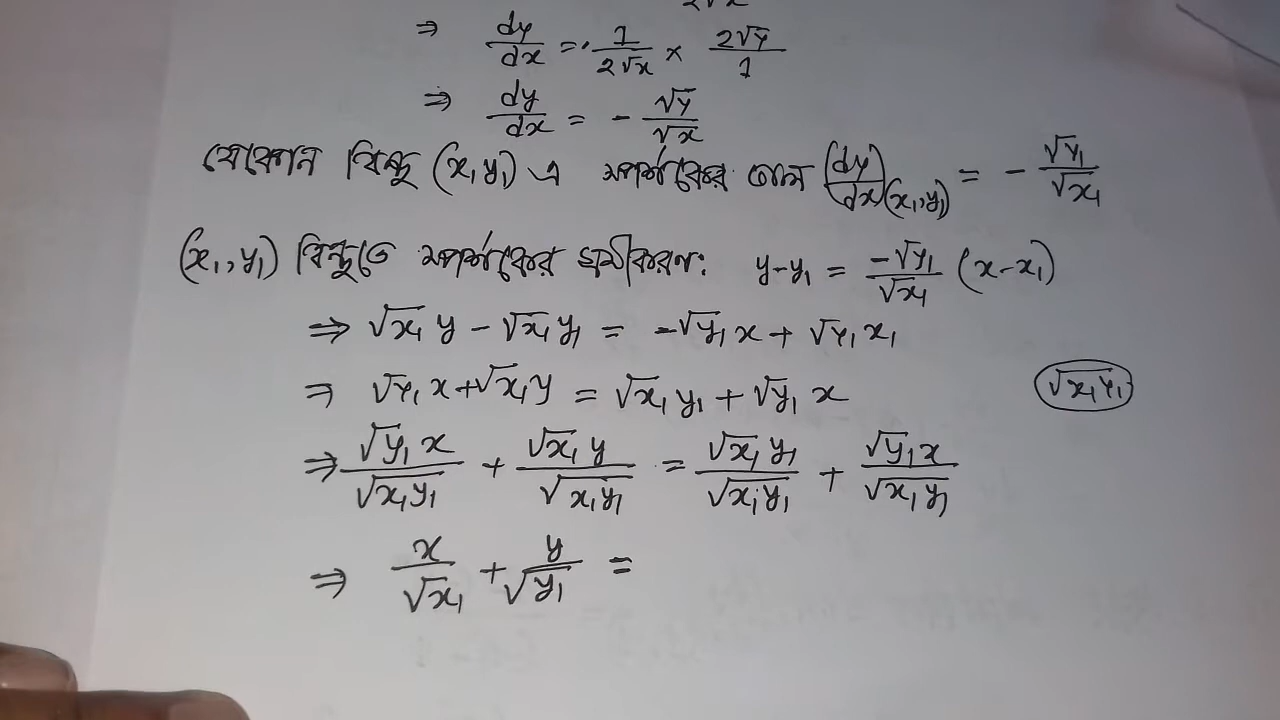 ⇒ dy/dx = · 1/2√x × 2√y/1
⇒ dy/dx = - √y/√x
যেকোন বিন্দু (x₁y₁) এ স্পর্শকের ঢাল (dy/dx)(x₁,y₁) = - √y₁/√x₁
(x₁,y₁) বিন্দুতে স্পর্শকের সমীকরণ: y-y₁ = -√y₁/√x₁ (x-x₁)
⇒ √x₁ y - √x₁ y₁ = -√y₁ x + √y₁ x₁
⇒ √y₁ x + √x₁ y = √x₁ y₁ + √y₁ x
√x₁y₁
⇒ √y₁ x/√x₁y₁ + √x₁ y/√x₁y₁ = √x₁ y₁/√x₁y₁ + √y₁ x/√x₁y₁
⇒ x/√x₁ + y/√y₁ =